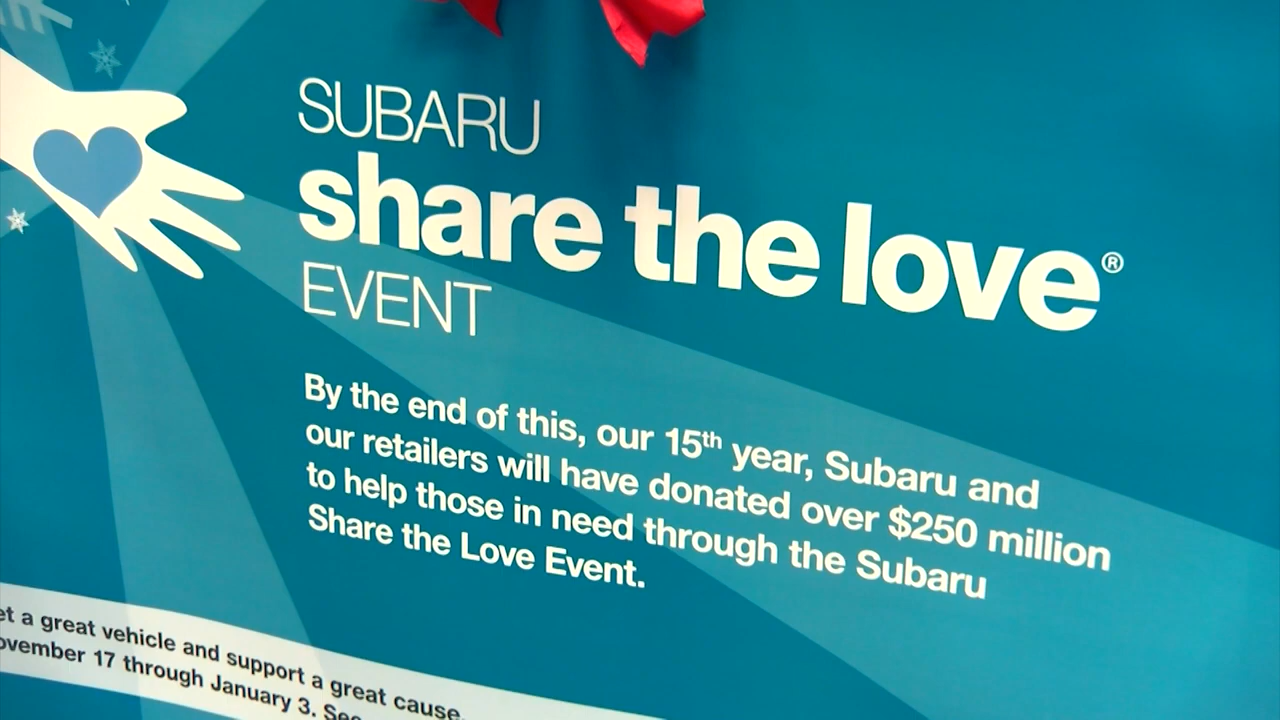 SUBARU
share the love®
EVENT
By the end of this, our 15th year, Subaru and
our retailers will have donated over $250 million
to help those in need through the Subaru
Share the Love Event.
a great vehicle and support a great cause.
17 through January 3.